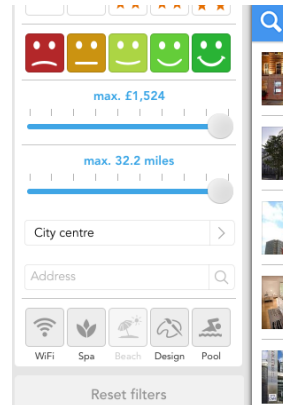 max. £1,524
max. 32.2 miles
City centre
Address
WiFi Spa Beach Design Pool
Reset filters